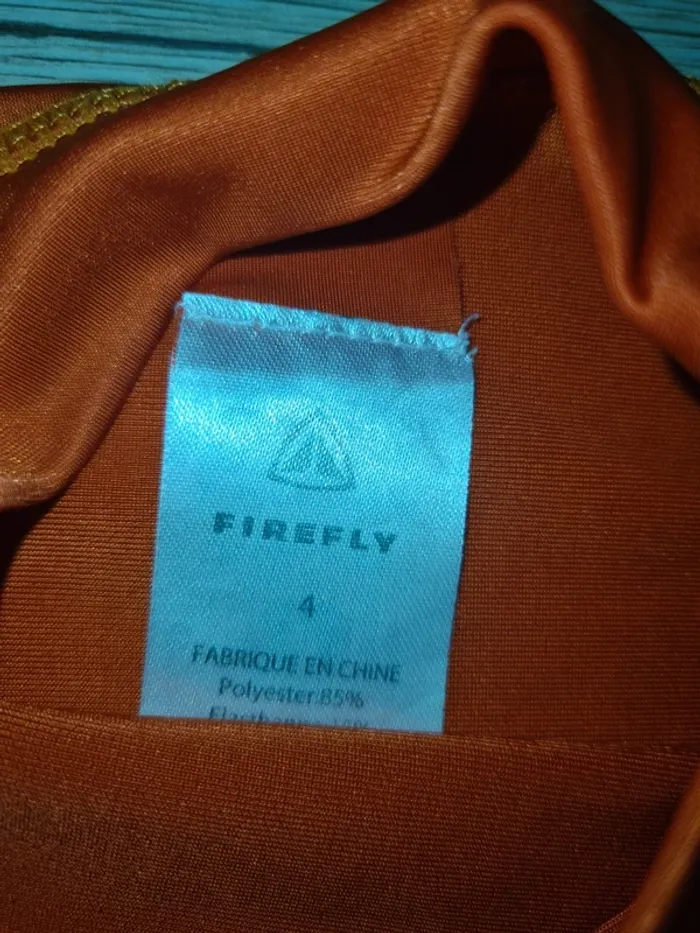 FIREFLY
4
FABRIQUE EN CHINE
Polyester:85%